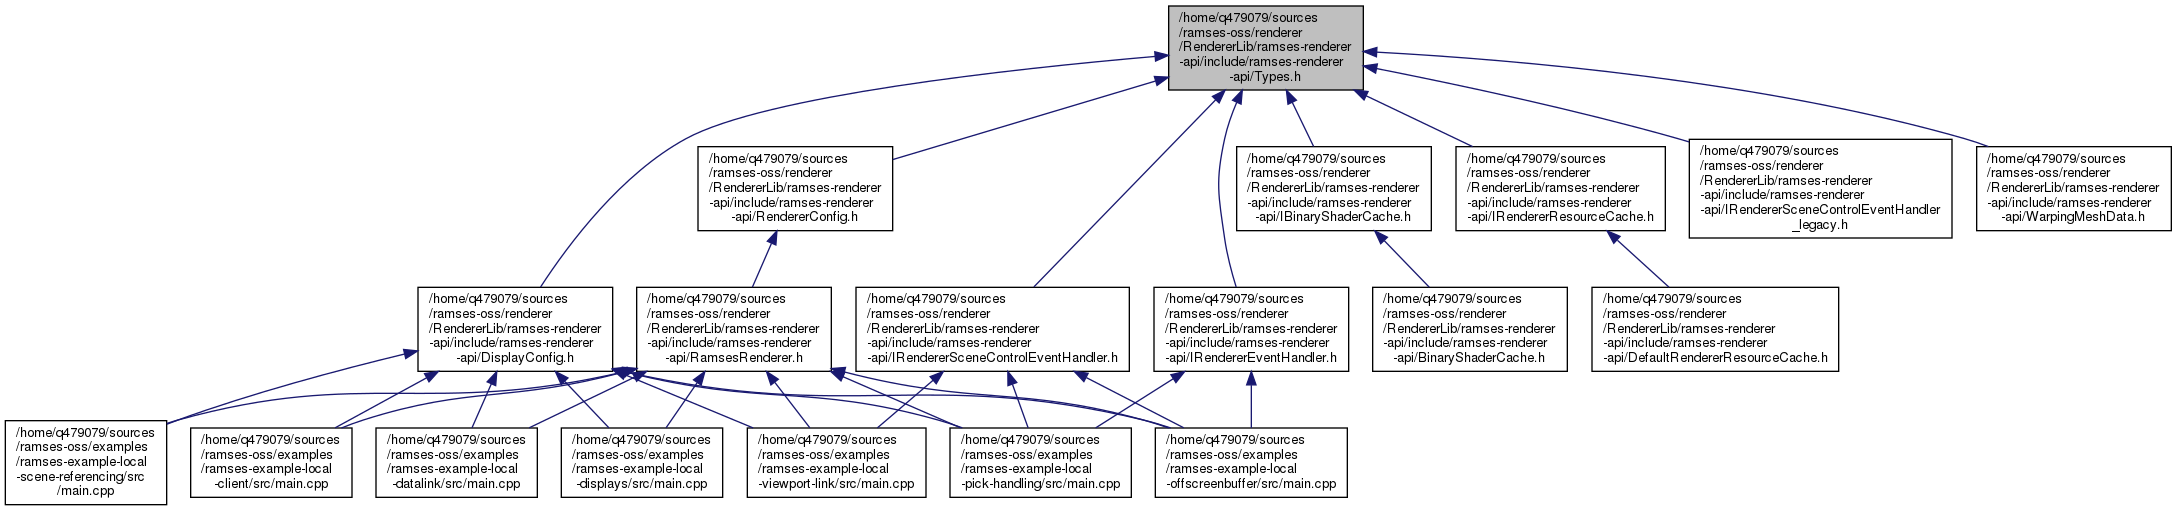 /home/q479079/sources
/ramses-oss/renderer
/RendererLib/ramses-renderer
-api/include/ramses-renderer
-api/Types.h
/home/q479079/sources
/ramses-oss/renderer
/RendererLib/ramses-renderer
-api/include/ramses-renderer
-api/RendererConfig.h
/home/q479079/sources
/ramses-oss/renderer
/RendererLib/ramses-renderer
-api/include/ramses-renderer
-api/IBinaryShaderCache.h
/home/q479079/sources
/ramses-oss/renderer
/RendererLib/ramses-renderer
-api/include/ramses-renderer
-api/IRendererResourceCache.h
/home/q479079/sources
/ramses-oss/renderer
/RendererLib/ramses-renderer
-api/include/ramses-renderer
-api/IRendererSceneControlEventHandler
_legacy.h
/home/q479079/sources
/ramses-oss/renderer
/RendererLib/ramses-renderer
-api/include/ramses-renderer
-api/WarpingMeshData.h
/home/q479079/sources
/ramses-oss/renderer
/RendererLib/ramses-renderer
-api/include/ramses-renderer
-api/DisplayConfig.h
/home/q479079/sources
/ramses-oss/renderer
/RendererLib/ramses-renderer
-api/include/ramses-renderer
-api/RamsesRenderer.h
/home/q479079/sources
/ramses-oss/renderer
/RendererLib/ramses-renderer
-api/include/ramses-renderer
-api/IRendererSceneControlEventHandler.h
/home/q479079/sources
/ramses-oss/renderer
/RendererLib/ramses-renderer
-api/include/ramses-renderer
-api/IRendererEventHandler.h
/home/q479079/sources
/ramses-oss/renderer
/RendererLib/ramses-renderer
-api/include/ramses-renderer
-api/BinaryShaderCache.h
/home/q479079/sources
/ramses-oss/renderer
/RendererLib/ramses-renderer
-api/include/ramses-renderer
-api/DefaultRendererResourceCache.h
/home/q479079/sources
/ramses-oss/examples
/ramses-example-local
-scene-referencing/src
/main.cpp
/home/q479079/sources
/ramses-oss/examples
/ramses-example-local
-client/src/main.cpp
/home/q479079/sources
/ramses-oss/examples
/ramses-example-local
-datalink/src/main.cpp
/home/q479079/sources
/ramses-oss/examples
/ramses-example-local
-displays/src/main.cpp
/home/q479079/sources
/ramses-oss/examples
/ramses-example-local
-viewport-link/src/main.cpp
/home/q479079/sources
/ramses-oss/examples
/ramses-example-local
-pick-handling/src/main.cpp
/home/q479079/sources
/ramses-oss/examples
/ramses-example-local
-offscreenbuffer/src/main.cpp